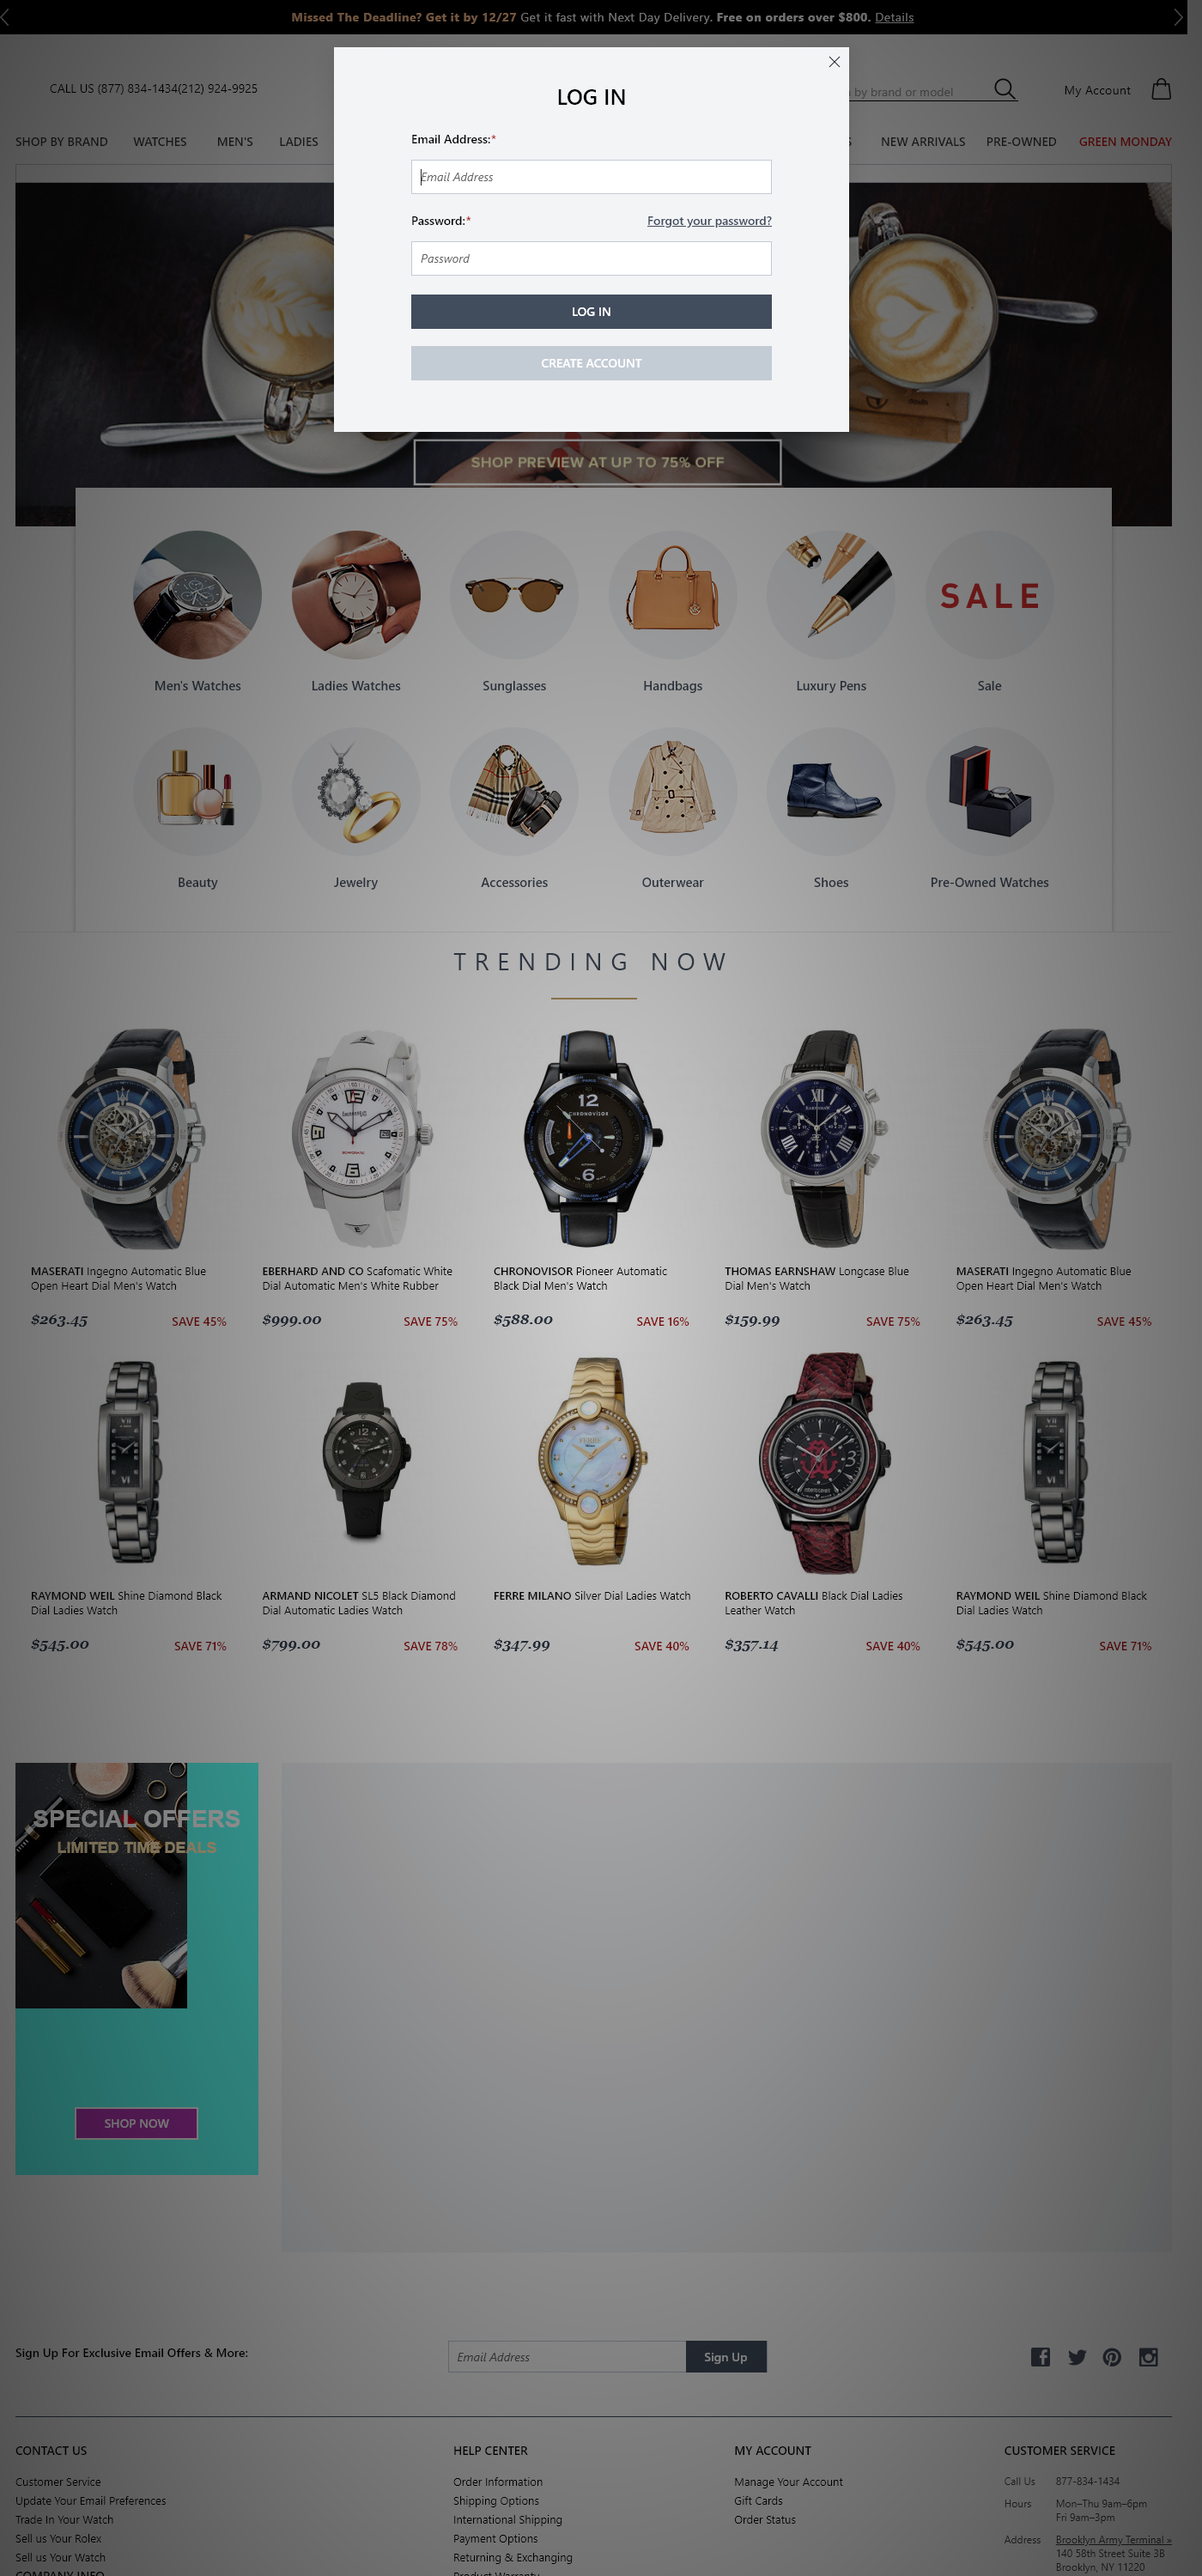 Missed The Deadline? Get it by 12/27 Get it fast with Next Day Delivery. Free on orders over $800. Details
CALL US (877) 834-1434(212) 924-9925
by brand or model
My Account
SHOP BY BRAND WATCHES MEN'S LADIES
NEW ARRIVALS PRE-OWNED GREEN MONDAY
LOG IN
Email Address:*
Email Address
Password:* Forgot your password?
Password
LOG IN
CREATE ACCOUNT
SHOP PREVIEW AT UP TO 75% OFF
SALE
Men's Watches Ladies Watches Sunglasses Handbags Luxury Pens Sale
Beauty Jewelry Accessories Outerwear Shoes Pre-Owned Watches
TRENDING NOW
12
CHRONOVISOR
6
EARNSHAW
MASERATI Ingegno Automatic Blue
Open Heart Dial Men's Watch
$263.45 SAVE 45%
EBERHARD AND CO Scafomatic White
Dial Automatic Men's White Rubber
$999.00 SAVE 75%
CHRONOVISOR Pioneer Automatic
Black Dial Men's Watch
$588.00 SAVE 16%
THOMAS EARNSHAW Longcase Blue
Dial Men's Watch
$159.99 SAVE 75%
MASERATI Ingegno Automatic Blue
Open Heart Dial Men's Watch
$263.45 SAVE 45%
RAYMOND WEIL Shine Diamond Black
Dial Ladies Watch
$545.00 SAVE 71%
ARMAND NICOLET SL5 Black Diamond
Dial Automatic Ladies Watch
$799.00 SAVE 78%
FERRE MILANO Silver Dial Ladies Watch
$347.99 SAVE 40%
ROBERTO CAVALLI Black Dial Ladies
Leather Watch
$357.14 SAVE 40%
RAYMOND WEIL Shine Diamond Black
Dial Ladies Watch
$545.00 SAVE 71%
SPECIAL OFFERS
LIMITED TIME DEALS
SHOP NOW
Sign Up For Exclusive Email Offers & More:
Email Address
Sign Up
CONTACT US
Customer Service
Update Your Email Preferences
Trade In Your Watch
Sell us Your Rolex
Sell us Your Watch
COMPANY INFO
HELP CENTER
Order Information
Shipping Options
International Shipping
Payment Options
Returning & Exchanging
Product Warranty
MY ACCOUNT
Manage Your Account
Gift Cards
Order Status
CUSTOMER SERVICE
Call Us 877-834-1434
Hours Mon–Thu 9am–6pm
Fri 9am–3pm
Address Brooklyn Army Terminal »
140 58th Street Suite 3B
Brooklyn, NY 11220